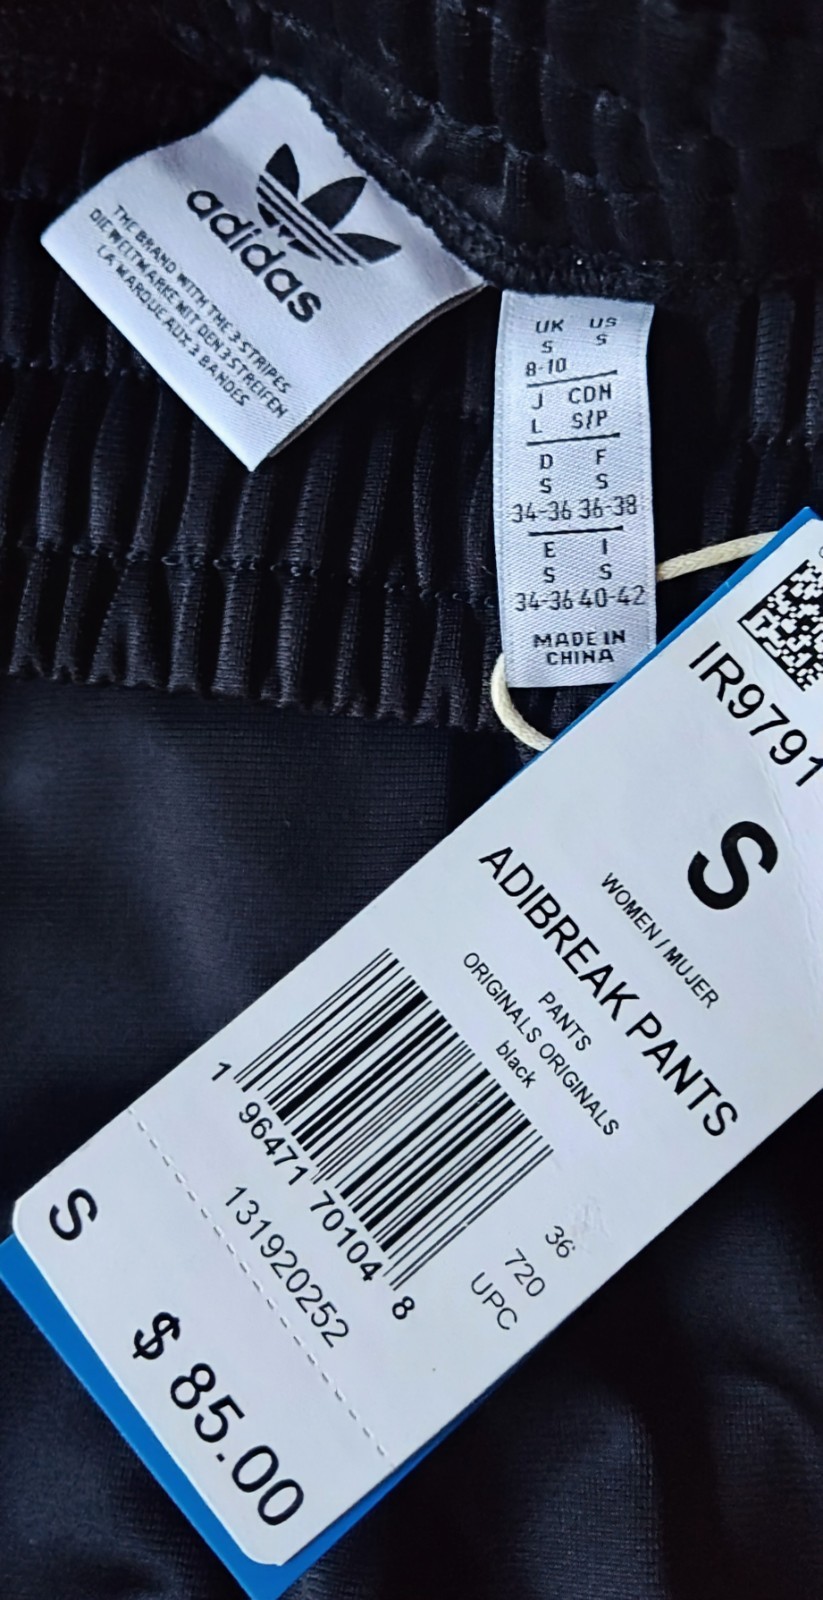 adidas
THE BRAND WITH THE 3 STRIPES
DIE WELTMARKE MIT DEN 3 STREIFEN
LA MARQUE AUX 3 BANDES
UK US
S S
8-10
J CDN
L S/P
D F
S S
34-36 36-38
E I
S S
34-36 40-42
MADE IN
CHINA
IR9791
S
WOMEN / MUJER
ADIBREAK PANTS
PANTS
ORIGINALS ORIGINALS
black
1 96471 70104 8
131920252
36
720
UPC
S
$ 85.00